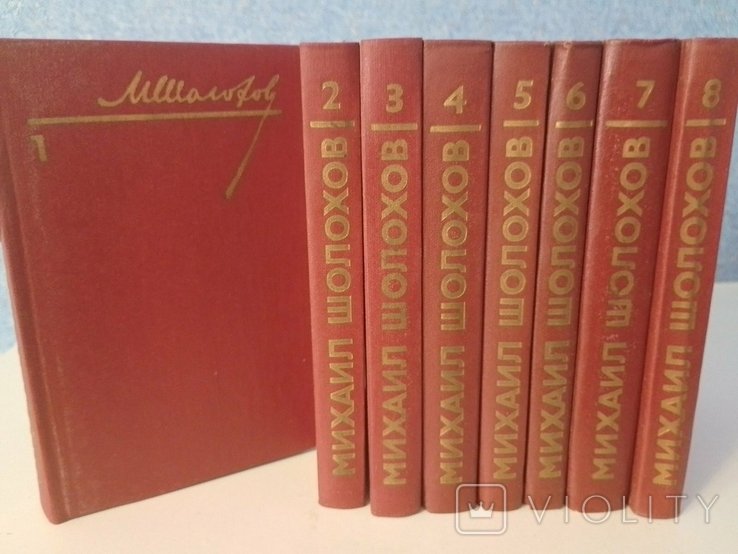 МШолохов
1
2 МИХАИЛ ШОЛОХОВ
3 МИХАИЛ ШОЛОХОВ
4 МИХАИЛ ШОЛОХОВ
5 МИХАИЛ ШОЛОХОВ
6 МИХАИЛ ШОЛОХОВ
7 МИХАИЛ ШОЛОХОВ
8 МИХАИЛ ШОЛОХОВ
VIOLITY